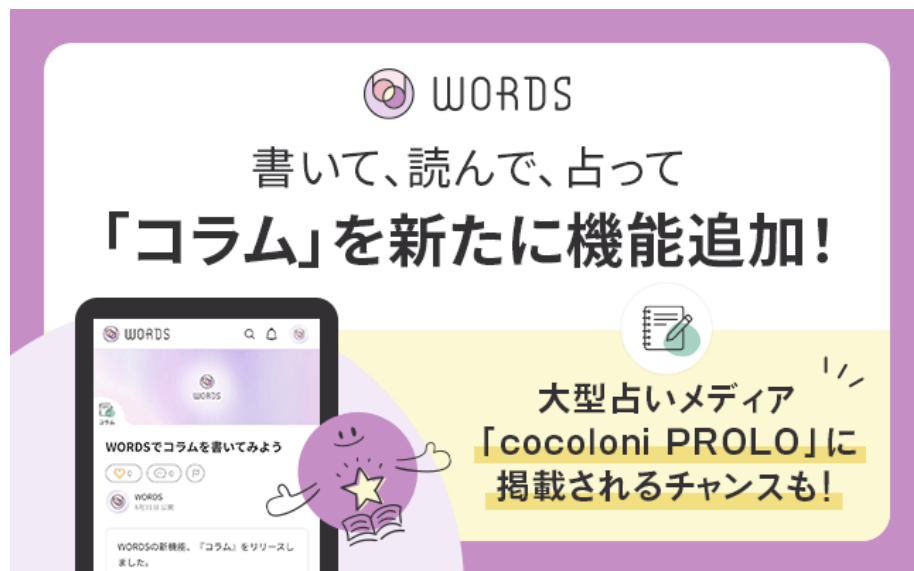 WORDS
書いて、読んで、占って
「コラム」を新たに機能追加！
大型占いメディア
「cocoloni PROLO」に
掲載されるチャンスも！
WORDS
WORDS
コラム
WORDSでコラムを書いてみよう
0
0
WORDS
WORDSの新機能、『コラム』をリリースし
ました。